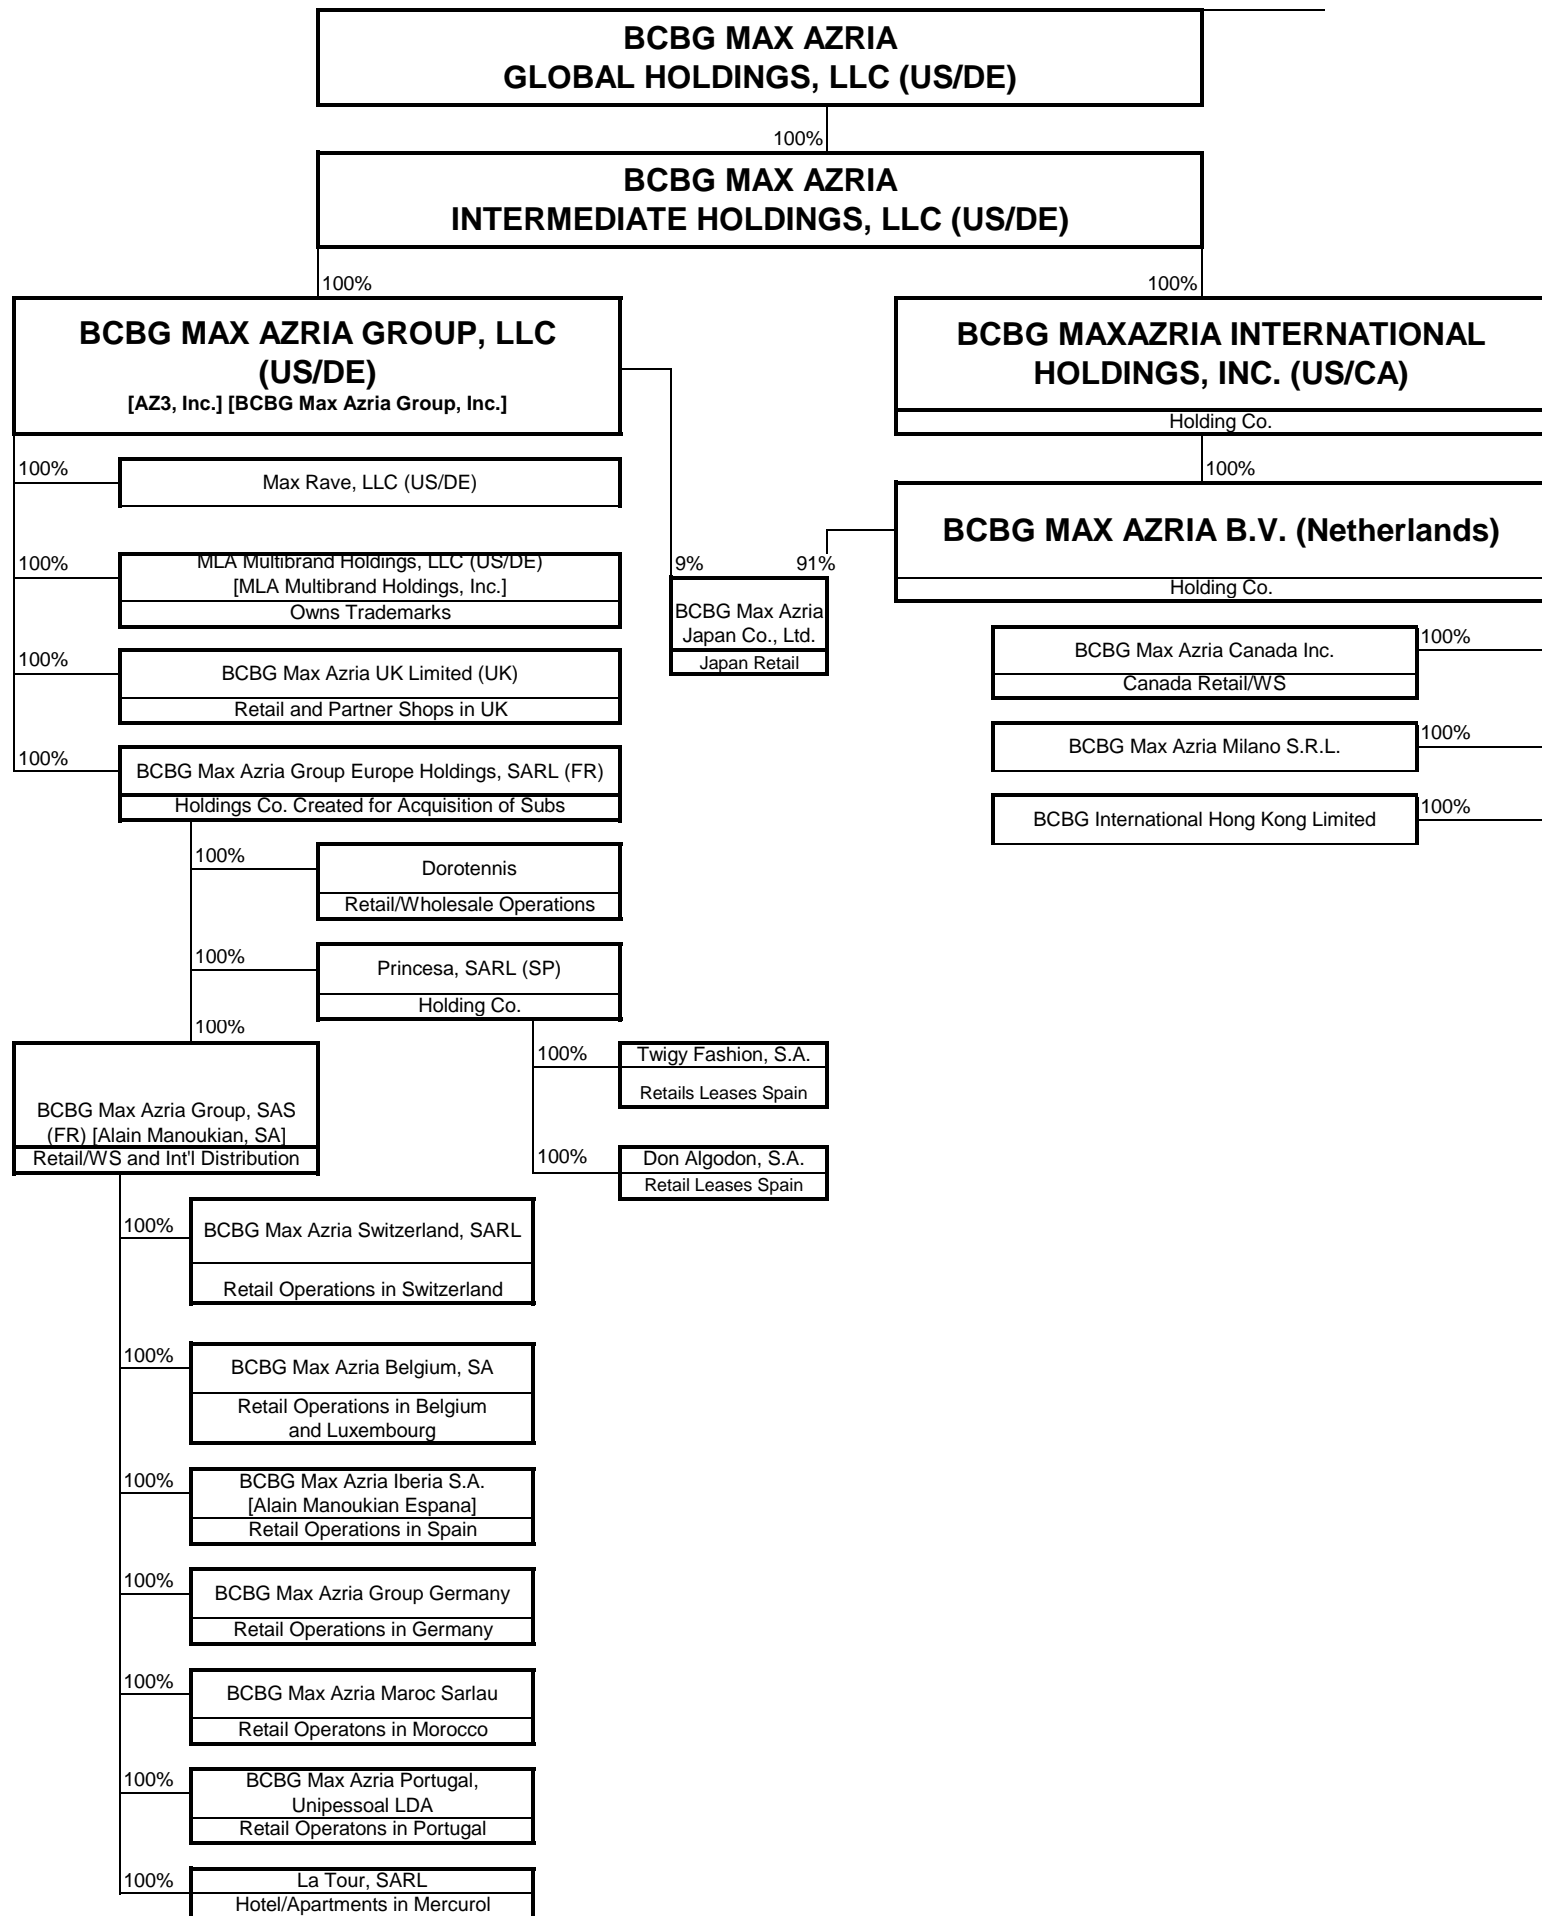 BCBG MAX AZRIA
GLOBAL HOLDINGS, LLC (US/DE)
100%
BCBG MAX AZRIA
INTERMEDIATE HOLDINGS, LLC (US/DE)
100%
100%
BCBG MAX AZRIA GROUP, LLC
(US/DE)
[AZ3, Inc.] [BCBG Max Azria Group, Inc.]
BCBG MAXAZRIA INTERNATIONAL
HOLDINGS, INC. (US/CA)
Holding Co.
100%
Max Rave, LLC (US/DE)
100%
BCBG MAX AZRIA B.V. (Netherlands)
Holding Co.
100%
MLA Multibrand Holdings, LLC (US/DE)
[MLA Multibrand Holdings, Inc.]
Owns Trademarks
9%
91%
BCBG Max Azria
Japan Co., Ltd.
Japan Retail
100%
BCBG Max Azria UK Limited (UK)
Retail and Partner Shops in UK
BCBG Max Azria Canada Inc.
Canada Retail/WS
100%
100%
BCBG Max Azria Group Europe Holdings, SARL (FR)
Holdings Co. Created for Acquisition of Subs
BCBG Max Azria Milano S.R.L.
100%
BCBG International Hong Kong Limited
100%
100%
Dorotennis
Retail/Wholesale Operations
100%
Princesa, SARL (SP)
Holding Co.
100%
BCBG Max Azria Group, SAS
(FR) [Alain Manoukian, SA]
Retail/WS and Int'l Distribution
100%
Twigy Fashion, S.A.
Retails Leases Spain
100%
Don Algodon, S.A.
Retail Leases Spain
100%
BCBG Max Azria Switzerland, SARL
Retail Operations in Switzerland
100%
BCBG Max Azria Belgium, SA
Retail Operations in Belgium
and Luxembourg
100%
BCBG Max Azria Iberia S.A.
[Alain Manoukian Espana]
Retail Operations in Spain
100%
BCBG Max Azria Group Germany
Retail Operations in Germany
100%
BCBG Max Azria Maroc Sarlau
Retail Operatons in Morocco
100%
BCBG Max Azria Portugal,
Unipessoal LDA
Retail Operatons in Portugal
100%
La Tour, SARL
Hotel/Apartments in Mercurol